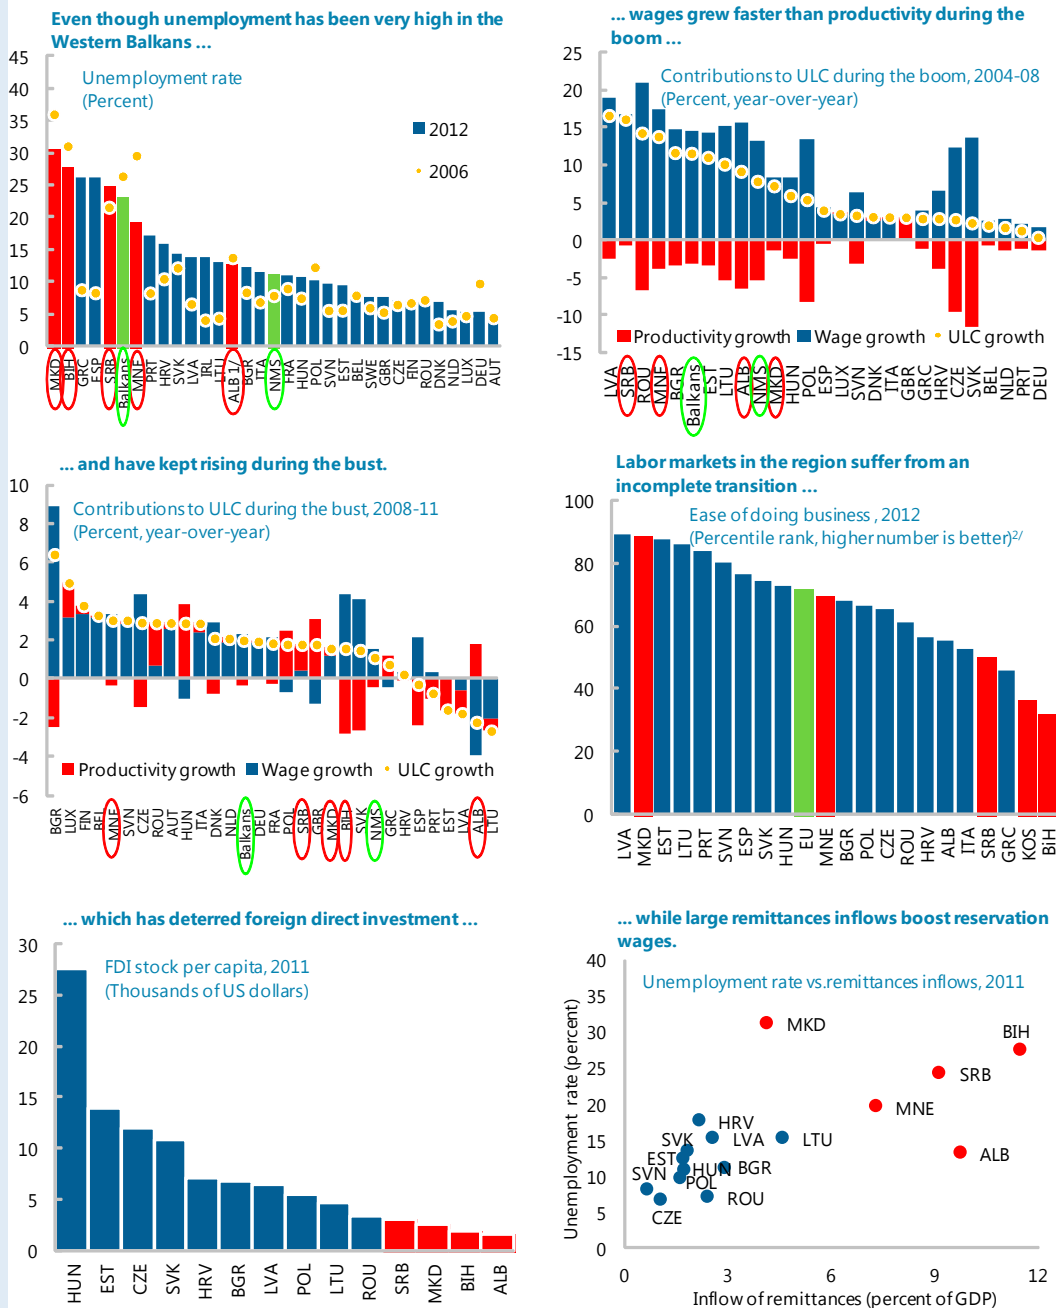 Even though unemployment has been very high in the
Western Balkans ...
45
40
35
30
25
20
15
10
5
0
Unemployment rate
(Percent)
2012
2006
MKD
BIH
GRC
ESP
SRB
Balkans
MNE
PRT
HRV
SVK
LVA
IRL
LTU
ALB 1/
BGR
ITA
NMS
FRA
HUN
POL
SVN
EST
BEL
SWE
GBR
CZE
FIN
ROU
DNK
NLD
LUX
DEU
AUT
... wages grew faster than productivity during the
boom ...
25
20
15
10
5
0
-5
-10
-15
Contributions to ULC during the boom, 2004-08
(Percent, year-over-year)
Productivity growth
Wage growth
ULC growth
LVA
SRB
ROU
MNE
BGR
Balkans
EST
LTU
ALB
NMS
MKD
HUN
POL
ESP
LUX
SVN
DNK
ITA
GBR
GRC
HRV
CZE
SVK
BEL
NLD
PRT
DEU
... and have kept rising during the bust.
10
8
6
4
2
0
-2
-4
-6
Contributions to ULC during the bust, 2008-11
(Percent, year-over-year)
Productivity growth
Wage growth
ULC growth
BGR
LUX
FIN
BEL
MNE
SVN
CZE
ROU
AUT
HUN
ITA
DNK
NLD
Balkans
DEU
FRA
POL
SRB
GBR
MKD
BIH
SVK
NMS
GRC
HRV
ESP
PRT
EST
LVA
ALB
LTU
Labor markets in the region suffer from an
incomplete transition ...
100
80
60
40
20
0
Ease of doing business , 2012
(Percentile rank, higher number is better)2/
LVA
MKD
EST
LTU
PRT
SVN
ESP
SVK
HUN
EU
MNE
BGR
POL
CZE
ROU
HRV
ALB
ITA
SRB
GRC
KOS
BiH
... which has deterred foreign direct investment ...
30
25
20
15
10
5
0
FDI stock per capita, 2011
(Thousands of US dollars)
HUN
EST
CZE
SVK
HRV
BGR
LVA
POL
LTU
ROU
SRB
MKD
BIH
ALB
... while large remittances inflows boost reservation
wages.
Unemployment rate (percent)
40
35
30
25
20
15
10
5
0
Unemployment rate vs.remittances inflows, 2011
MKD
BIH
SRB
MNE
ALB
HRV
SVK
LVA
LTU
EST
HUN
BGR
SVN
POL
ROU
CZE
0
3
6
9
12
Inflow of remittances (percent of GDP)